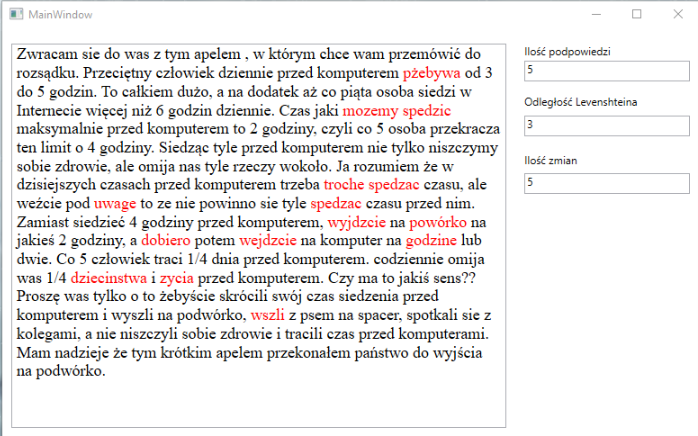 MainWindow
Zwracam sie do was z tym apelem , w którym chce wam przemówić do
rozsądku. Przeciętny człowiek dziennie przed komputerem pżebywa od 3
do 5 godzin. To całkiem dużo, a na dodatek aż co piąta osoba siedzi w
Internecie więcej niż 6 godzin dziennie. Czas jaki mozemy spedzic
maksymalnie przed komputerem to 2 godziny, czyli co 5 osoba przekracza
ten limit o 4 godziny. Siedząc tyle przed komputerem nie tylko niszczymy
sobie zdrowie, ale omija nas tyle rzeczy wokoło. Ja rozumiem że w
dzisiejszych czasach przed komputerem trzeba troche spedzac czasu, ale
weźcie pod uwage to ze nie powinno sie tyle spedzac czasu przed nim.
Zamiast siedzieć 4 godziny przed komputerem, wyjdzcie na powórko na
jakieś 2 godziny, a dobiero potem wejdzcie na komputer na godzine lub
dwie. Co 5 człowiek traci 1/4 dnia przed komputerem. codziennie omija
was 1/4 dziecinstwa i zycia przed komputerem. Czy ma to jakiś sens??
Proszę was tylko o to żebyście skrócili swój czas siedzenia przed
komputerem i wyszli na podwórko, wszli z psem na spacer, spotkali sie z
kolegami, a nie niszczyli sobie zdrowie i tracili czas przed komputerami.
Mam nadzieje że tym krótkim apelem przekonałem państwo do wyjścia
na podwórko.
Ilość podpowiedzi
5
Odległość Levenshteina
3
Ilość zmian
5